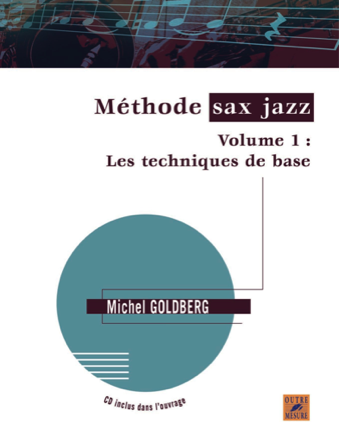 Méthode sax jazz
Volume 1 :
Les techniques de base
Michel GOLDBERG
CD inclus dans l'ouvrage
OUTRE
MESURE